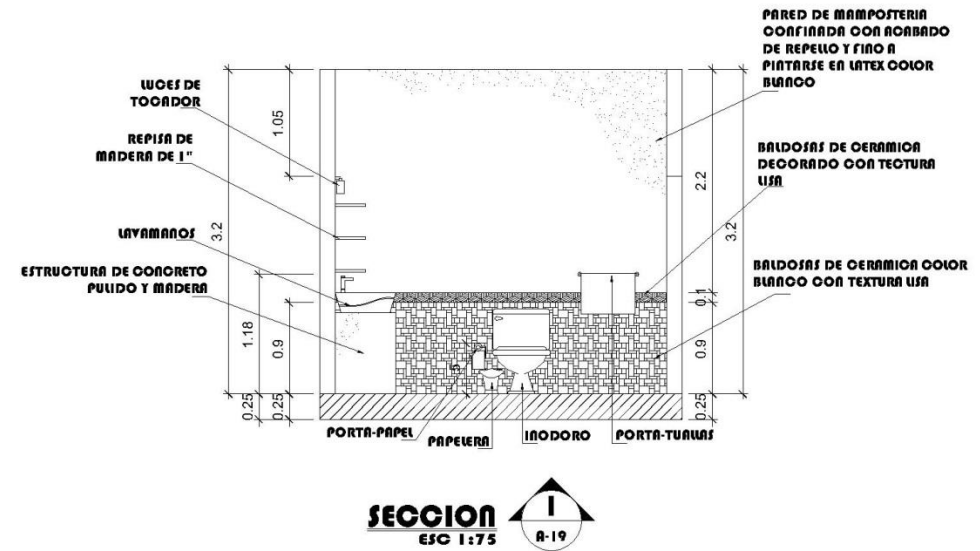 PARED DE MAMPOSTERIA
CONFINADA CON ACABADO
DE REPELLO Y FINO A
PINTARSE EN LATEX COLOR
BLANCO
LUCES DE
TOCADOR
REPISA DE
MADERA DE 1"
LAVAMANOS
ESTRUCTURA DE CONCRETO
PULIDO Y MADERA
BALDOSAS DE CERAMICA
DECORADO CON TECTURA
LISA
BALDOSAS DE CERAMICA COLOR
BLANCO CON TEXTURA LISA
3.2
1.05
1.18
0.9
0.25
0.25
2.2
0.1
0.9
0.25
3.2
PORTA-PAPEL
PAPELERA
INODORO
PORTA-TUALLAS
SECCION
ESC 1:75
I
A-19